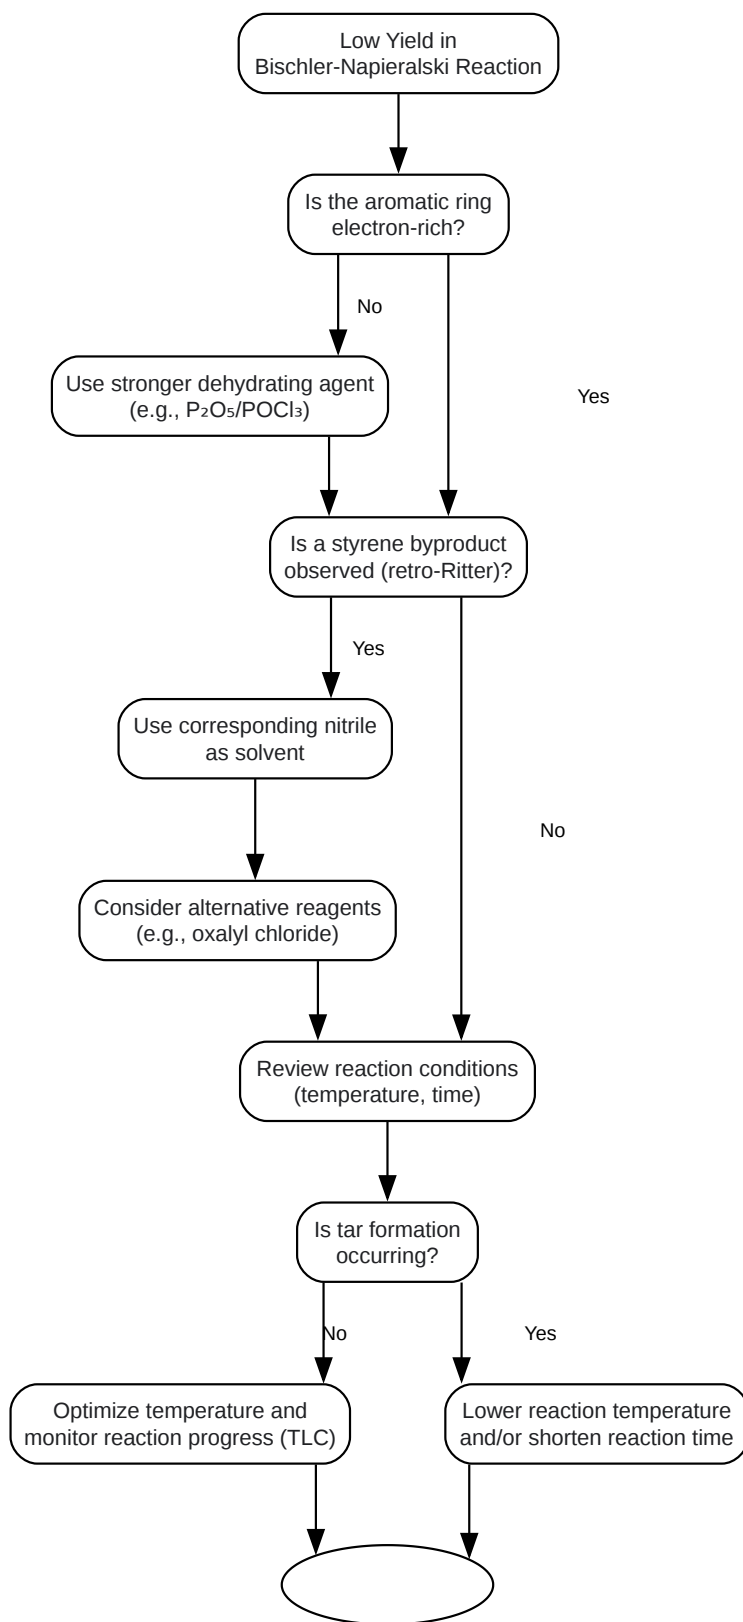 Low Yield in
Bischler-Napieralski Reaction
Is the aromatic ring
electron-rich?
No
Use stronger dehydrating agent
(e.g., P₂O₅/POCl₃)
Yes
Is a styrene byproduct
observed (retro-Ritter)?
Yes
Use corresponding nitrile
as solvent
No
Consider alternative reagents
(e.g., oxalyl chloride)
Review reaction conditions
(temperature, time)
Is tar formation
occurring?
No
Yes
Optimize temperature and
monitor reaction progress (TLC)
Lower reaction temperature
and/or shorten reaction time